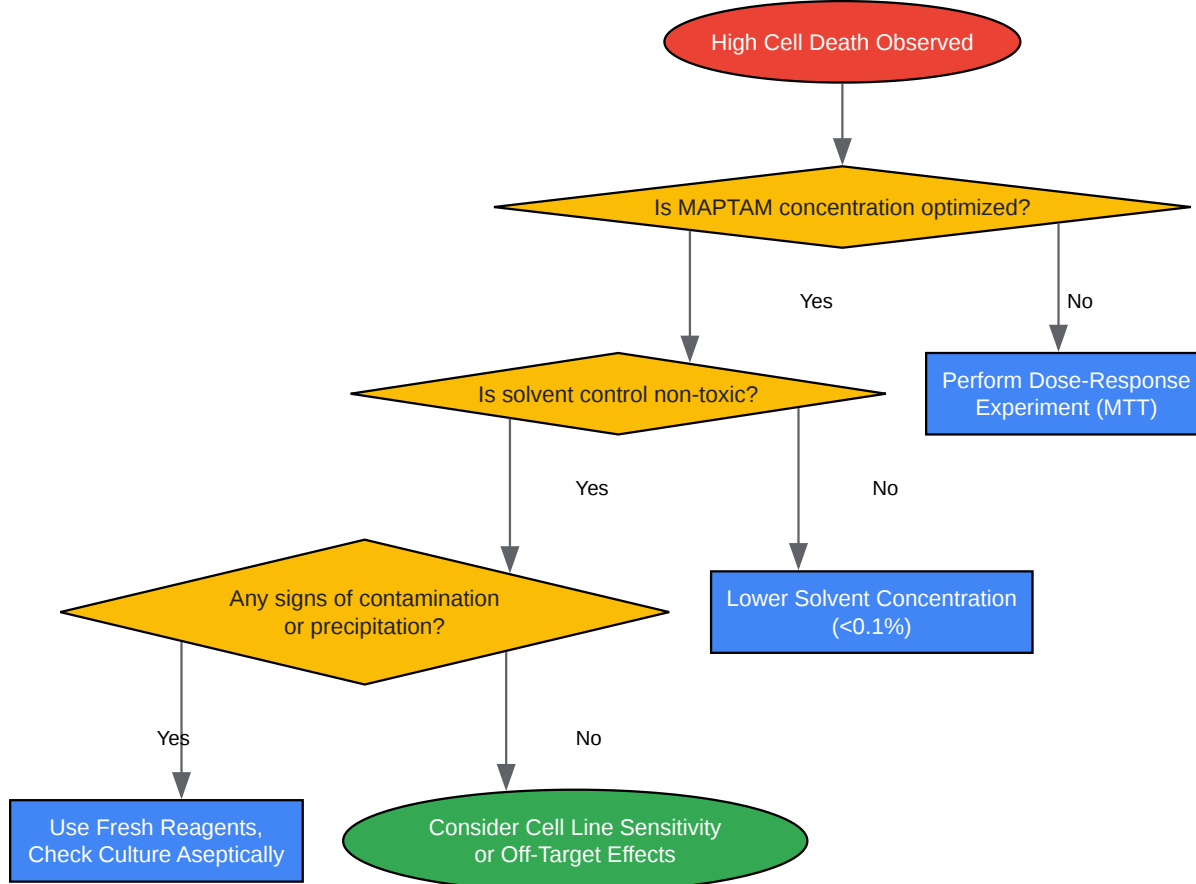 High Cell Death Observed
Is MAPTAM concentration optimized?
Yes
No
Is solvent control non-toxic?
Perform Dose-Response
Experiment (MTT)
Yes
No
Any signs of contamination
or precipitation?
Lower Solvent Concentration
(<0.1%)
Yes
No
Use Fresh Reagents,
Check Culture Aseptically
Consider Cell Line Sensitivity
or Off-Target Effects